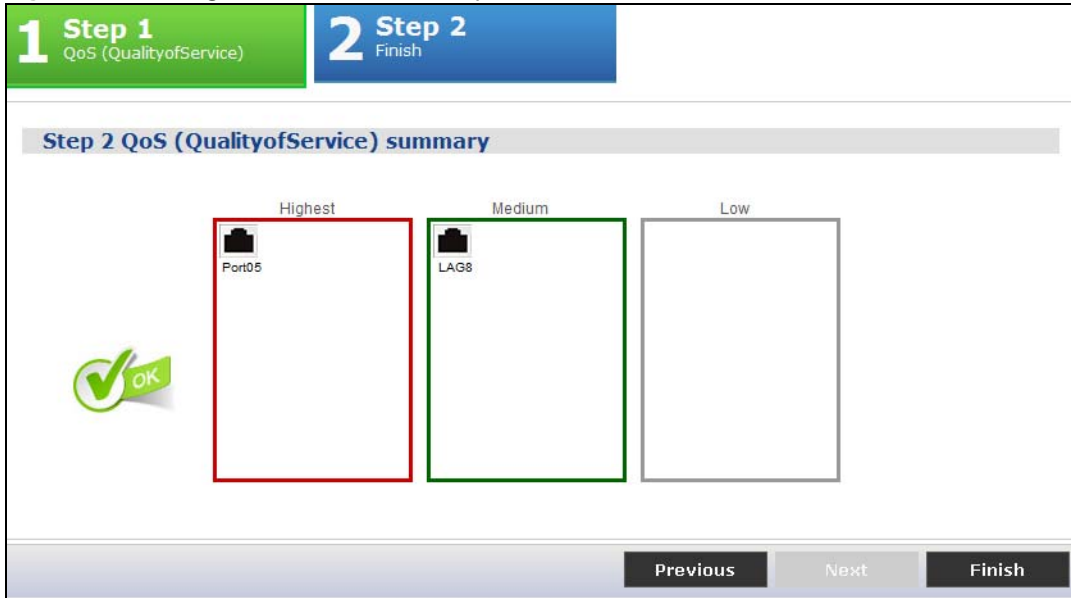 1 Step 1
QoS (QualityofService)
2 Step 2
Finish
Step 2 QoS (QualityofService) summary
Highest
Medium
Low
Port05
LAG8
OK
Previous
Next
Finish